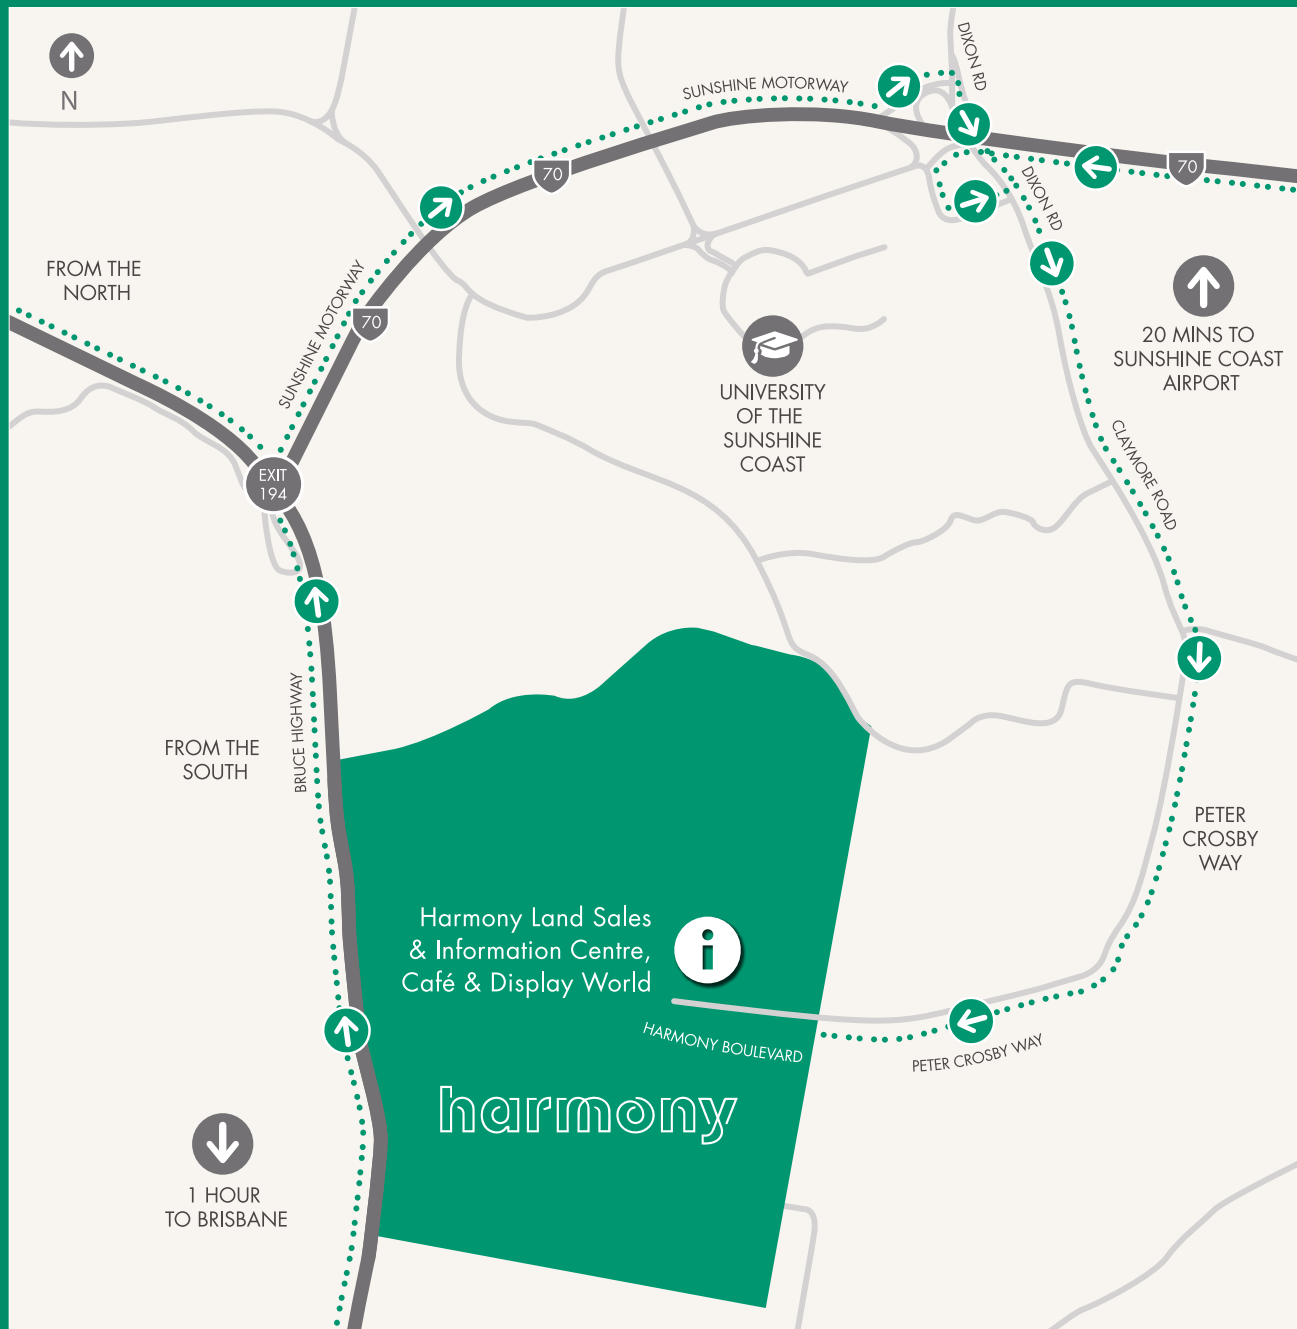 N
DIXON RD
SUNSHINE MOTORWAY
70
70
DIXON RD
FROM THE
NORTH
SUNSHINE MOTORWAY
70
20 MINS TO
SUNSHINE COAST
AIRPORT
UNIVERSITY
OF THE
SUNSHINE
COAST
CLAYMORE ROAD
EXIT
194
BRUCE HIGHWAY
FROM THE
SOUTH
PETER
CROSBY
WAY
Harmony Land Sales
& Information Centre,
Café & Display World
i
HARMONY BOULEVARD
PETER CROSBY WAY
harmony
1 HOUR
TO BRISBANE